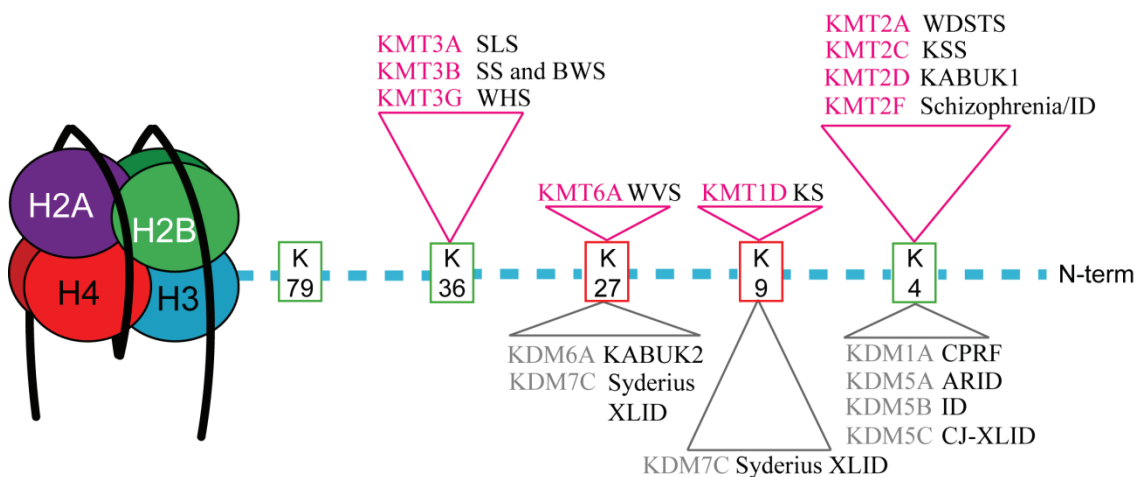 KMT3A SLS
KMT3B SS and BWS
KMT3G WHS
KMT2A WDSTS
KMT2C KSS
KMT2D KABUK1
KMT2F Schizophrenia/ID
KMT6A WVS
KMT1D KS
H2A
H2B
H4
H3
K
79
K
36
K
27
K
9
K
4
N-term
KDM6A KABUK2
KDM7C Syderius
XLID
KDM7C Syderius XLID
KDM1A CPRF
KDM5A ARID
KDM5B ID
KDM5C CJ-XLID